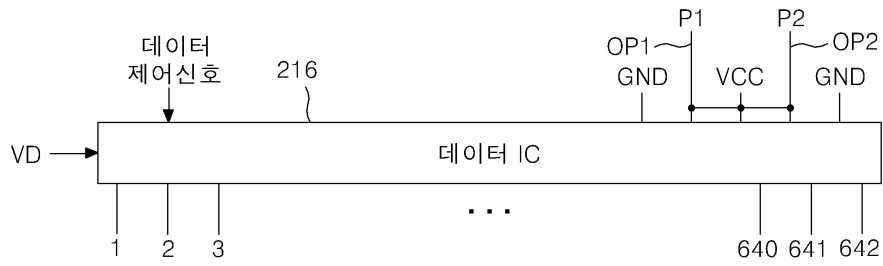 P1
P2
데이터
제어신호
216
OP1
OP2
GND
VCC
GND
VD
데이터 IC
1
2
3
. . .
640
641
642